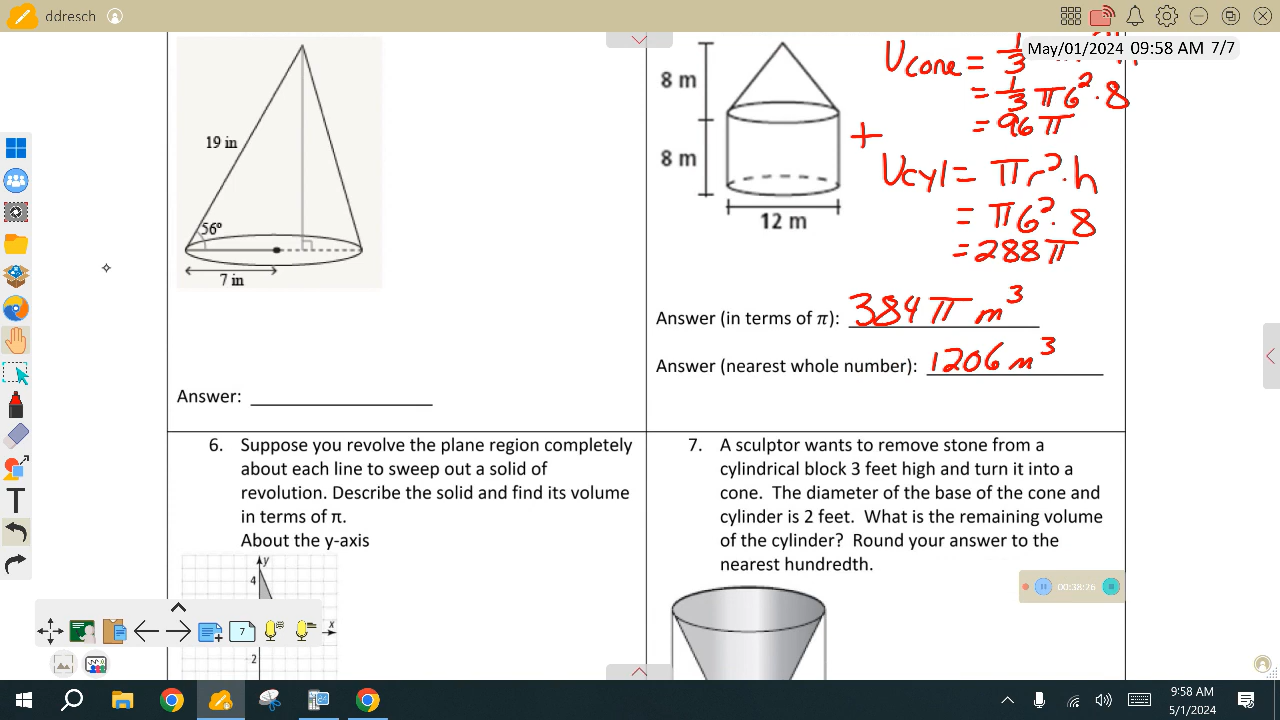 ddresch
May/01/2024 09:58 AM 7/7
19 in
56º
7 in
Answer: ________________
8 m
8 m
12 m
+
Vcone = 1/3
= 1/3 π6² · 8
= 96π
Vcyl = πr² · h
= π6² · 8
= 288π
Answer (in terms of π): 384π m³
Answer (nearest whole number): 1206 m³
6. Suppose you revolve the plane region completely
about each line to sweep out a solid of
revolution. Describe the solid and find its volume
in terms of π.
About the y-axis
y
4
x
2
7. A sculptor wants to remove stone from a
cylindrical block 3 feet high and turn it into a
cone. The diameter of the base of the cone and
cylinder is 2 feet. What is the remaining volume
of the cylinder? Round your answer to the
nearest hundredth.
00:38:26
7
T
9:58 AM
5/1/2024